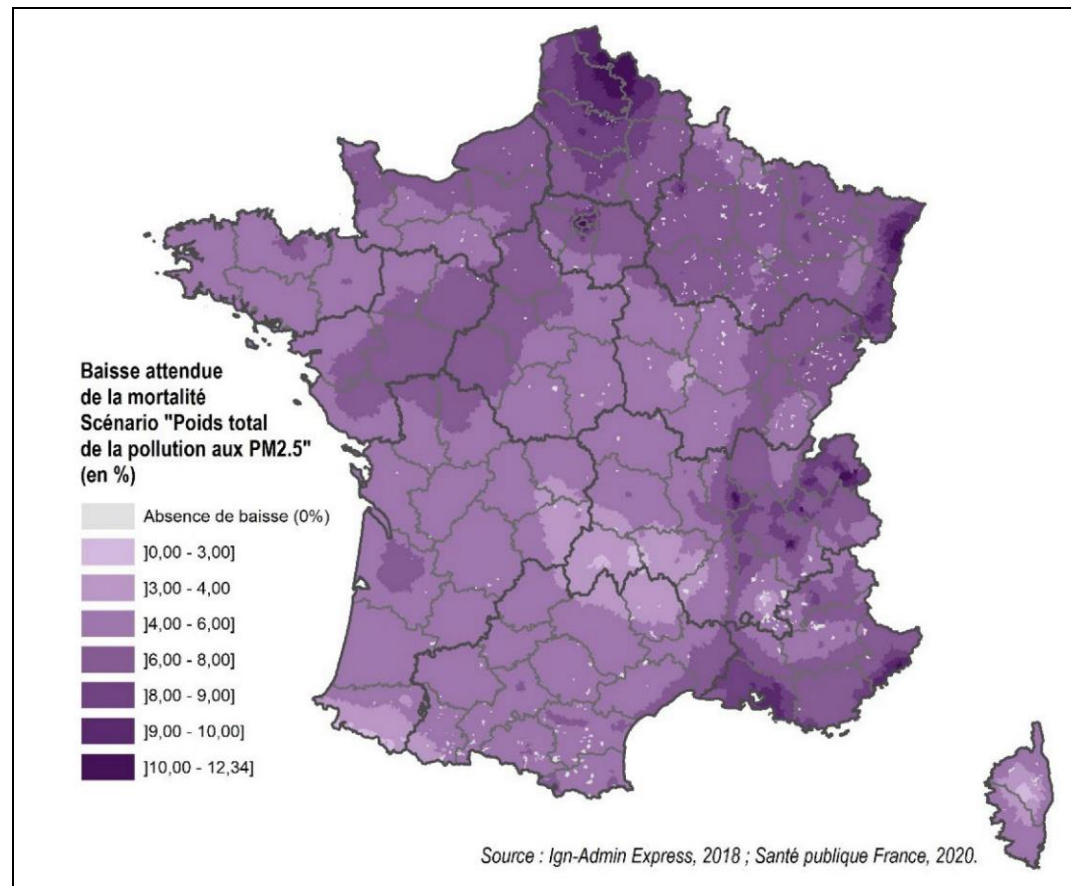 Baisse attendue
de la mortalité
Scénario "Poids total
de la pollution aux PM2.5"
(en %)
Absence de baisse (0%)
]0,00 - 3,00]
]3,00 - 4,00
]4,00 - 6,00]
]6,00 - 8,00]
]8,00 - 9,00]
]9,00 - 10,00]
]10,00 - 12,34]
Source : Ign-Admin Express, 2018 ; Santé publique France, 2020.